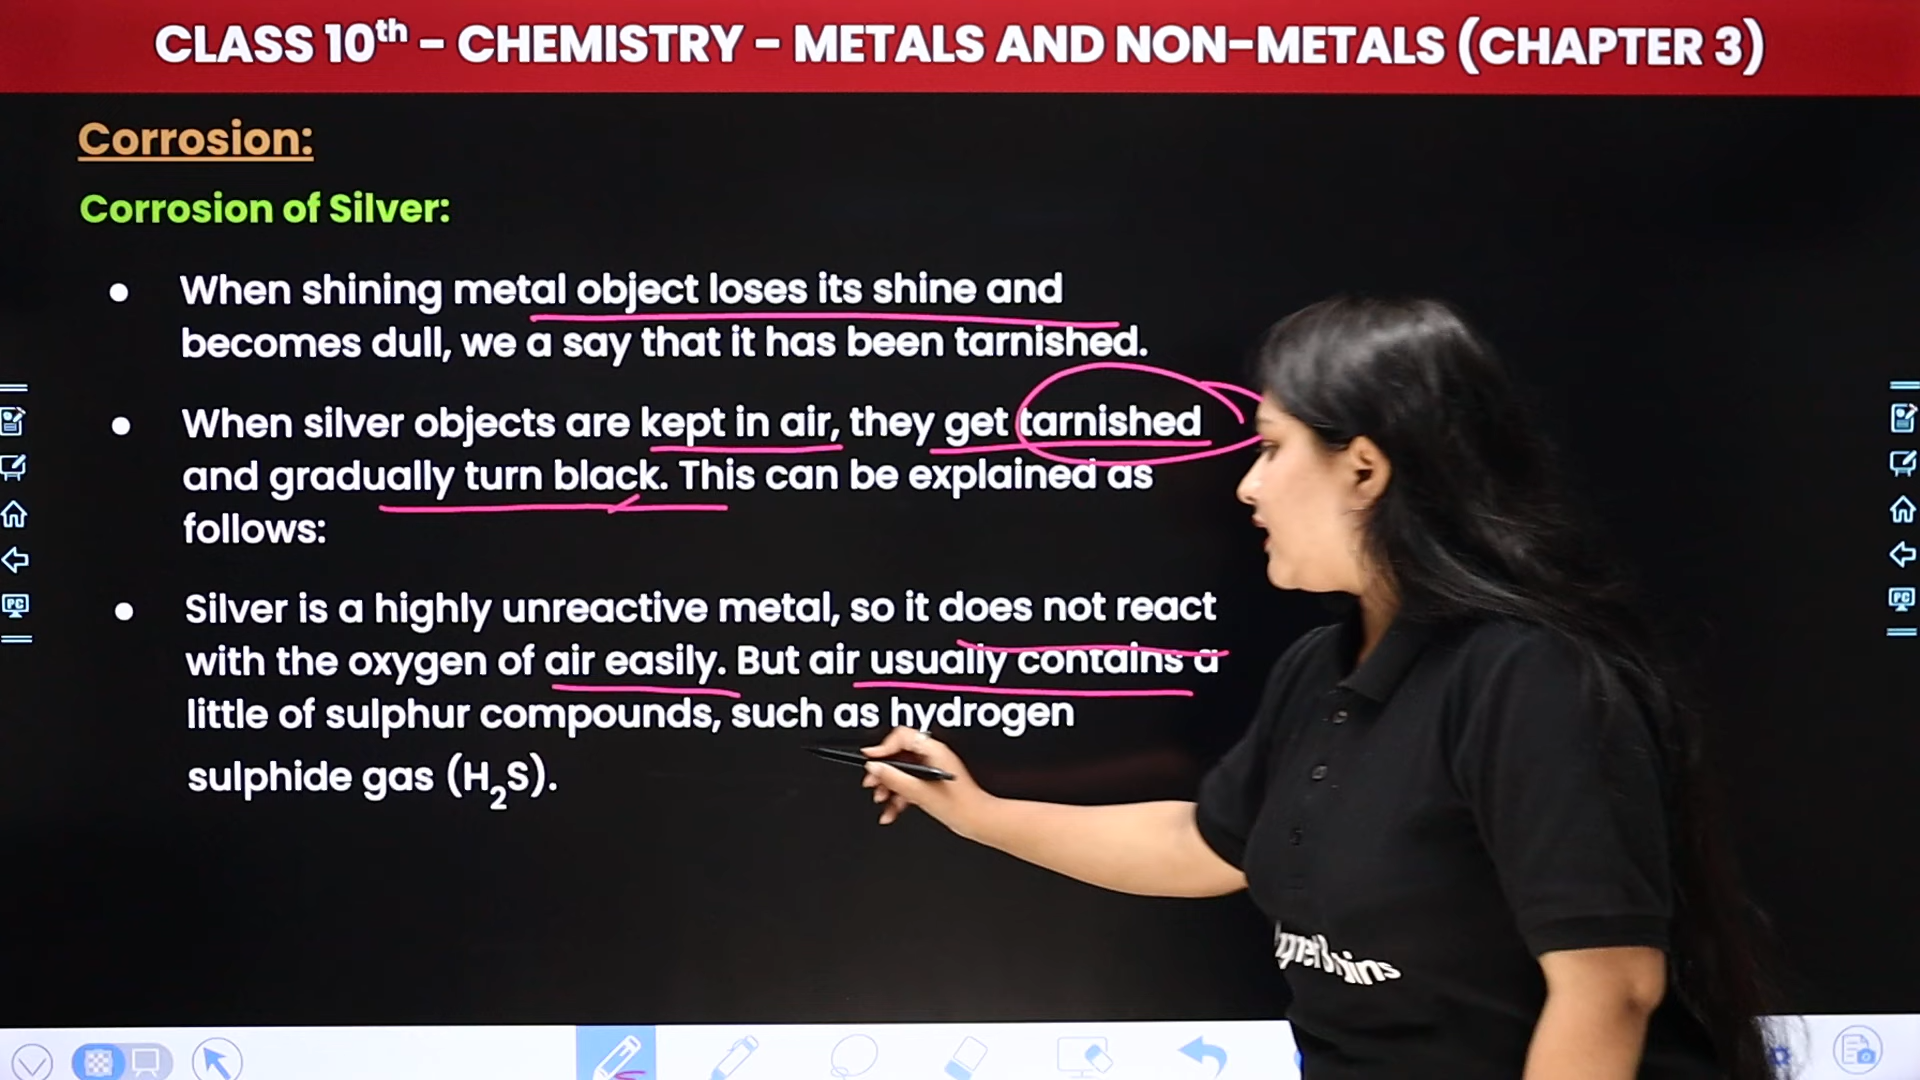 CLASS 10th - CHEMISTRY - METALS AND NON-METALS (CHAPTER 3)
Corrosion:
Corrosion of Silver:
● When shining metal object loses its shine and
becomes dull, we a say that it has been tarnished.
● When silver objects are kept in air, they get tarnished
and gradually turn black. This can be explained as
follows:
● Silver is a highly unreactive metal, so it does not react
with the oxygen of air easily. But air usually contains a
little of sulphur compounds, such as hydrogen
sulphide gas (H₂S).
PC
PC